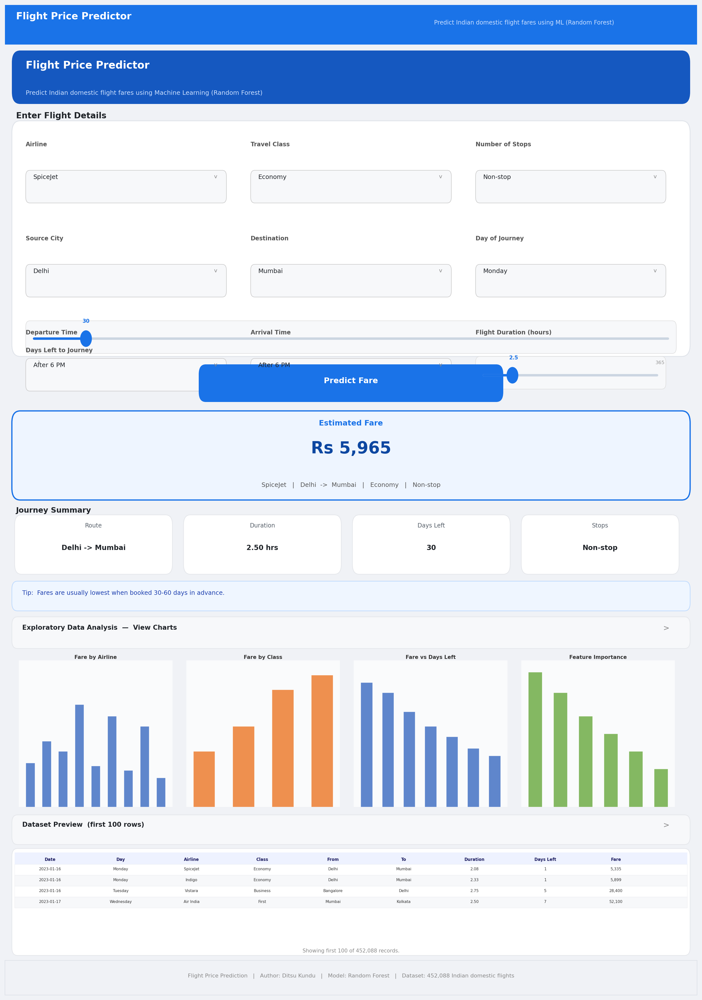 Flight Price Predictor
Predict Indian domestic flight fares using ML (Random Forest)
Flight Price Predictor
Predict Indian domestic flight fares using Machine Learning (Random Forest)
Enter Flight Details
Airline Travel Class Number of Stops
SpiceJet v Economy v Non-stop v
Source City Destination Day of Journey
Delhi v Mumbai v Monday v
30
Departure Time Arrival Time Flight Duration (hours)
Days Left to Journey
2.5
1 365
After 6 PM v After 6 PM v
Predict Fare
Estimated Fare
Rs 5,965
SpiceJet | Delhi -> Mumbai | Economy | Non-stop
Journey Summary
Route Duration Days Left Stops
Delhi -> Mumbai 2.50 hrs 30 Non-stop
Tip: Fares are usually lowest when booked 30-60 days in advance.
Exploratory Data Analysis — View Charts >
Fare by Airline Fare by Class Fare vs Days Left Feature Importance
Dataset Preview (first 100 rows) >
Date Day Airline Class From To Duration Days Left Fare
2023-01-16 Monday SpiceJet Economy Delhi Mumbai 2.08 1 5,335
2023-01-16 Monday Indigo Economy Delhi Mumbai 2.33 1 5,899
2023-01-16 Tuesday Vistara Business Bangalore Delhi 2.75 5 28,400
2023-01-17 Wednesday Air India First Mumbai Kolkata 2.50 7 52,100
Showing first 100 of 452,088 records.
Flight Price Prediction | Author: Ditsu Kundu | Model: Random Forest | Dataset: 452,088 Indian domestic flights